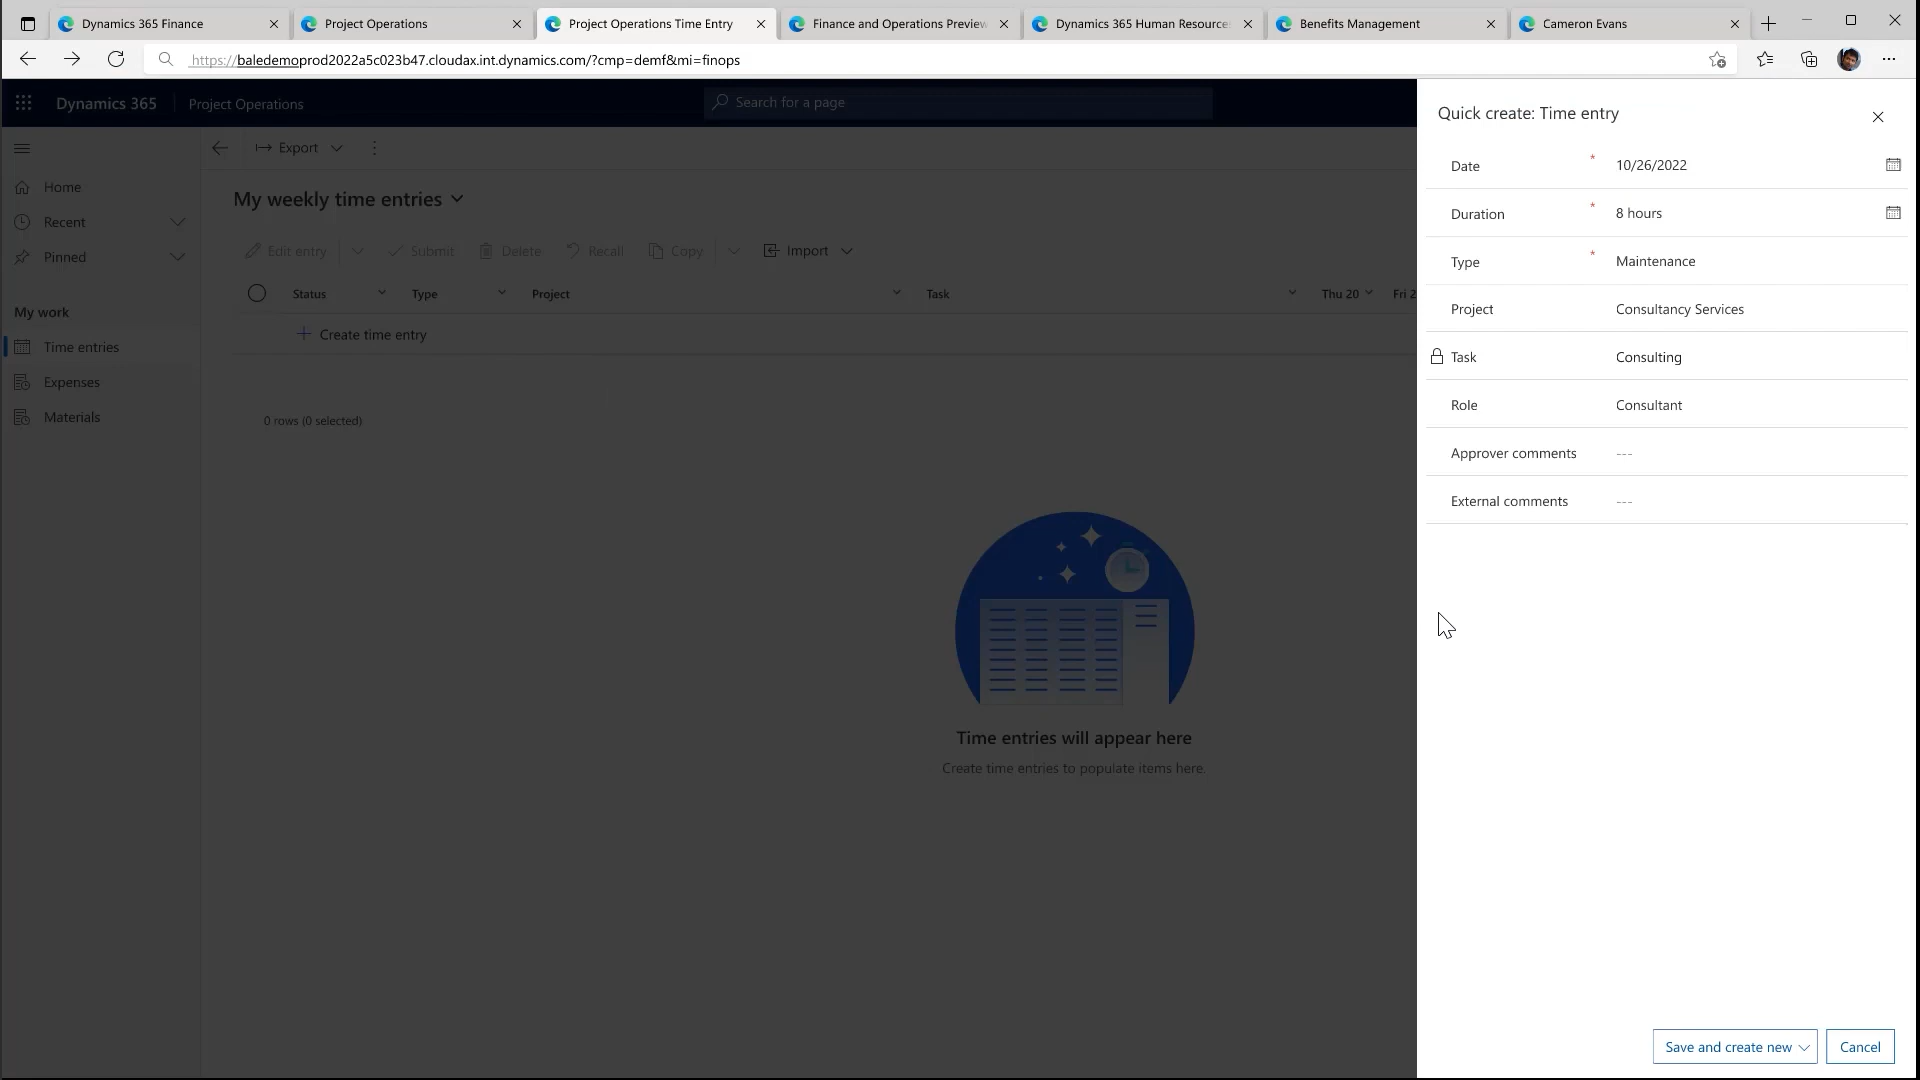 Dynamics 365 Finance
Project Operations
Project Operations Time Entry
Finance and Operations Preview
Dynamics 365 Human Resource
Benefits Management
Cameron Evans
https://baledemoprod2022a5c023b47.cloudax.int.dynamics.com/?cmp=demf&mi=finops
Dynamics 365
Project Operations
Search for a page
Export
Home
Recent
Pinned
My work
Time entries
Expenses
Materials
My weekly time entries
Edit entry
Submit
Delete
Recall
Copy
Import
Status
Type
Project
Task
Thu 20
Fri 2
Create time entry
0 rows (0 selected)
Time entries will appear here
Create time entries to populate items here.
Quick create: Time entry
Date * 10/26/2022
Duration * 8 hours
Type * Maintenance
Project Consultancy Services
Task Consulting
Role Consultant
Approver comments ---
External comments ---
Save and create new
Cancel